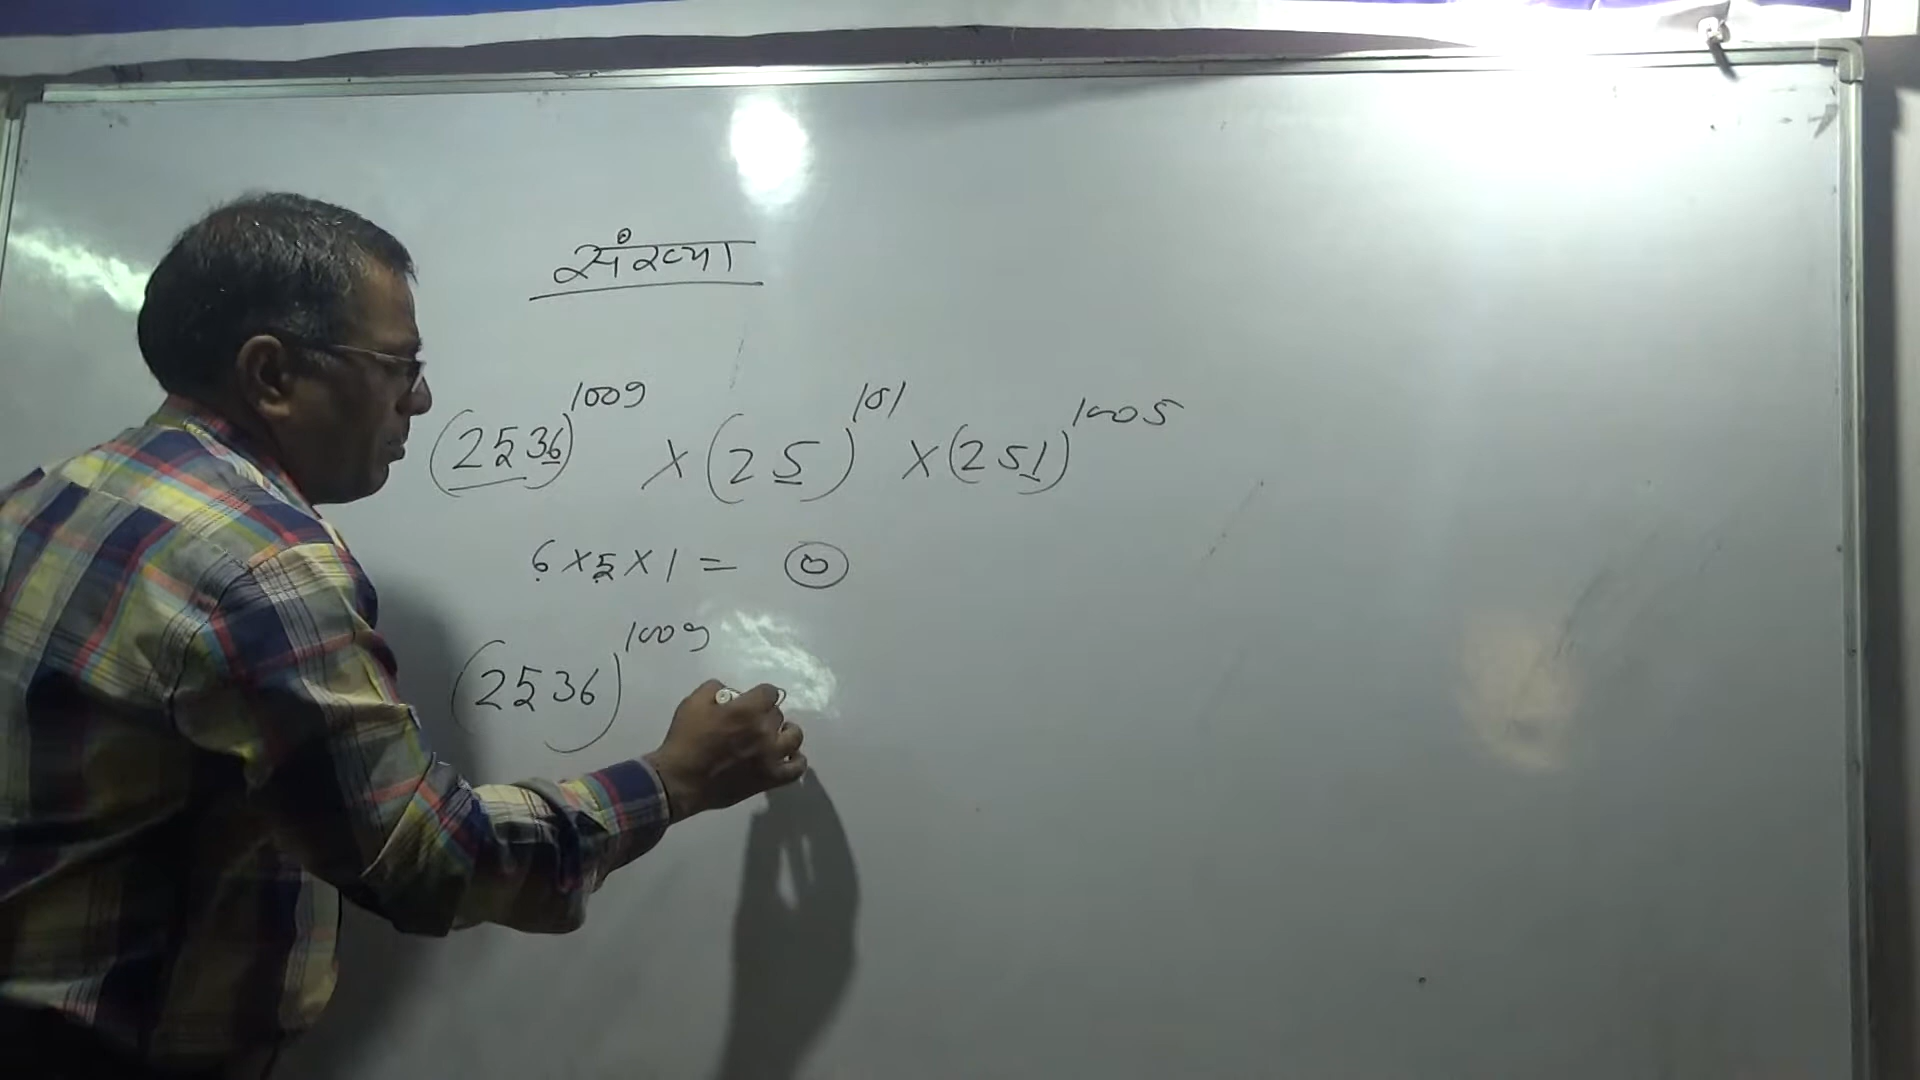 संख्या
(2536)^1009 × (25)^101 × (251)^1005
6×5×1 = 0
(2536)^1009